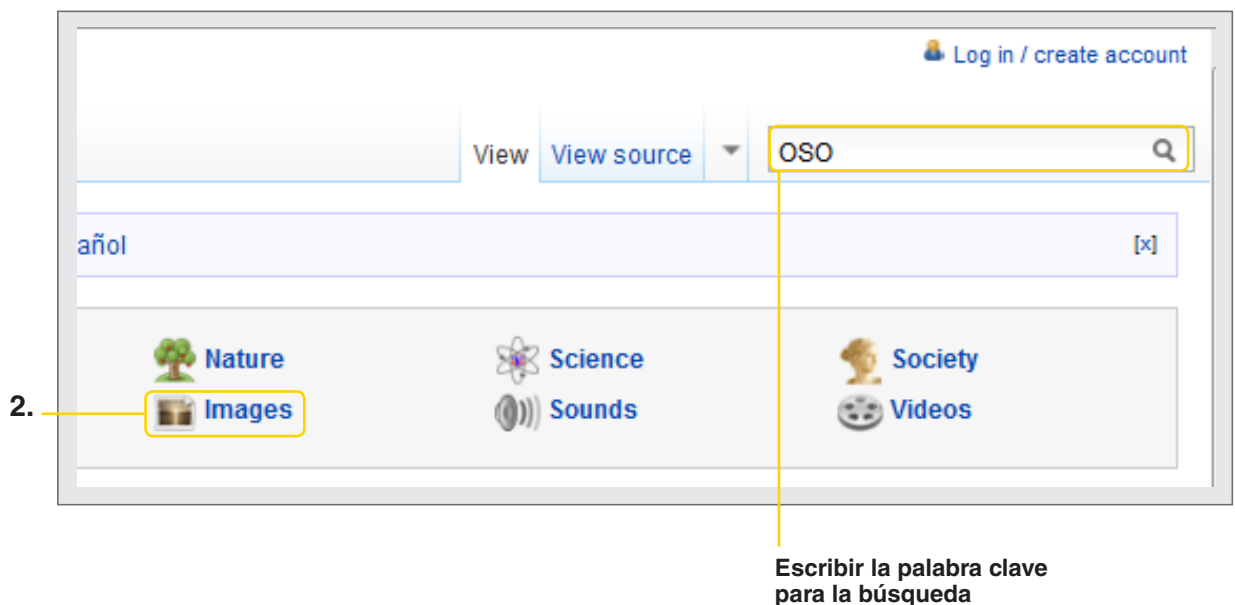 Log in / create account
View View source OSO
añol [x]
Nature Science Society
2. Images Sounds Videos
Escribir la palabra clave
para la búsqueda